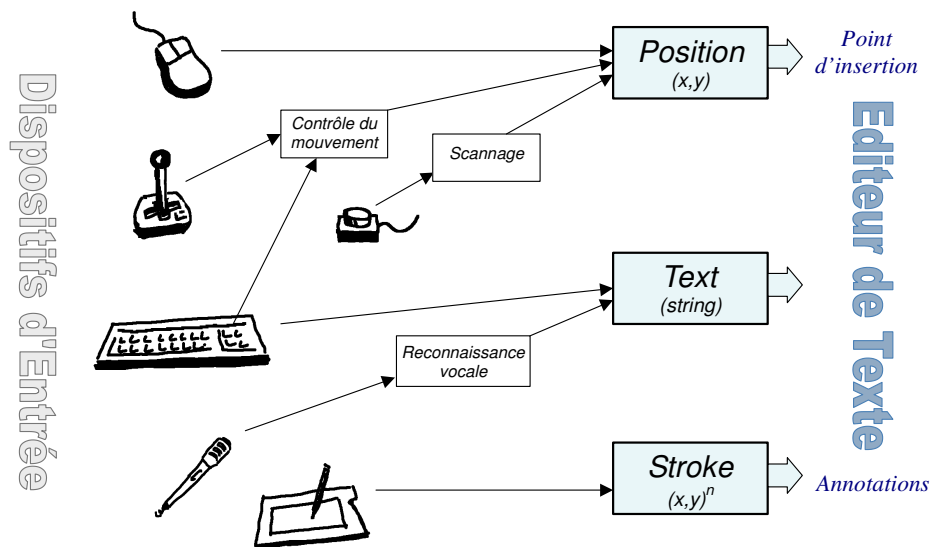 Dispositifs d'Entrée
Position
(x,y)
Point
d'insertion
Contrôle du
mouvement
Scannage
Text
(string)
Reconnaissance
vocale
Stroke
(x,y)ⁿ
Annotations
Editeur de Texte